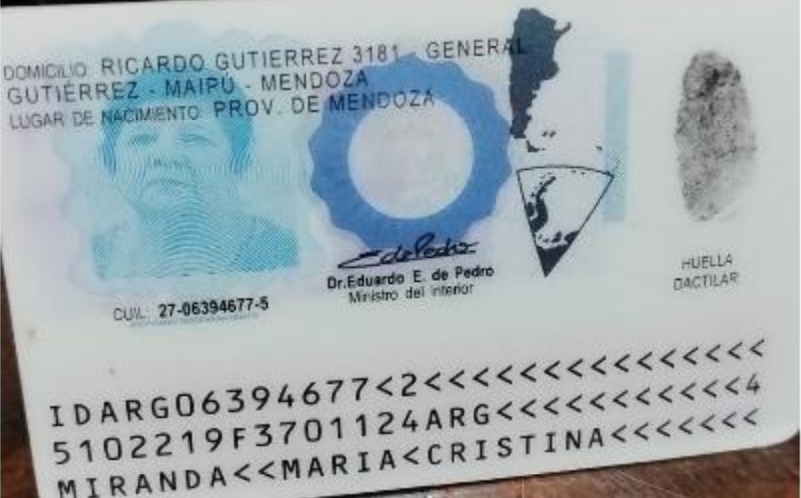 DOMICILIO: RICARDO GUTIERREZ 3181 - GENERAL
GUTIÉRREZ - MAIPÚ - MENDOZA
LUGAR DE NACIMIENTO: PROV. DE MENDOZA
EdePedro
Dr.Eduardo E. de Pedro
Ministro del Interior
HUELLA
DACTILAR
CUIL: 27-06394677-5
IDARG06394677<2<<<<<<<<<<<<<<<
5102219F3701124ARG<<<<<<<<<<<4
MIRANDA<<MARIA<CRISTINA<<<<<<<